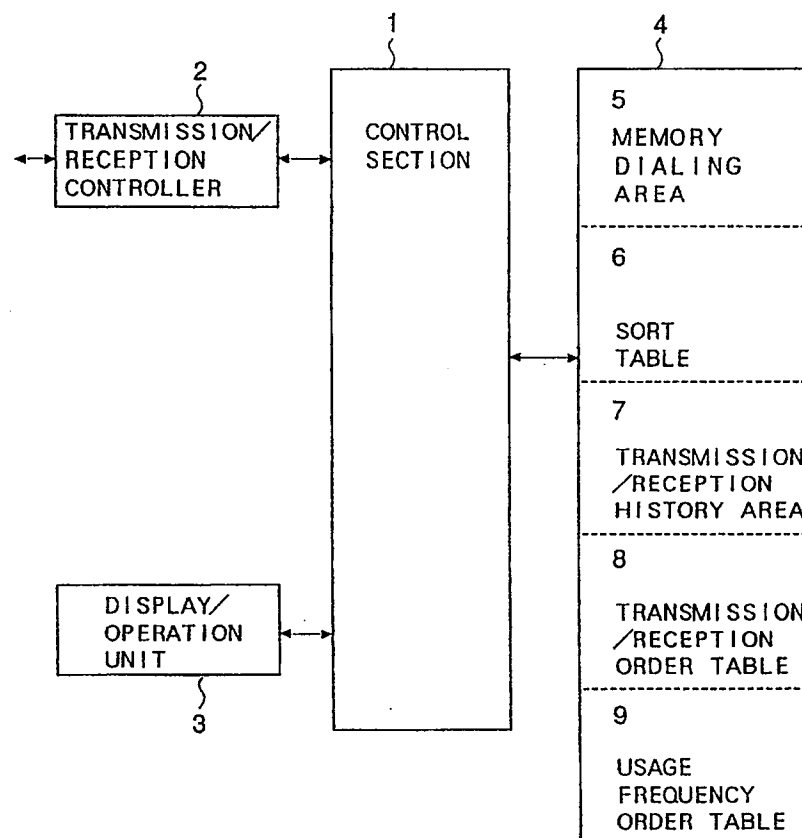 1
2
TRANSMISSION/
RECEPTION
CONTROLLER
CONTROL
SECTION
DISPLAY/
OPERATION
UNIT
3
4
5
MEMORY
DIALING
AREA
6
SORT
TABLE
7
TRANSMISSION
/RECEPTION
HISTORY AREA
8
TRANSMISSION
/RECEPTION
ORDER TABLE
9
USAGE
FREQUENCY
ORDER TABLE